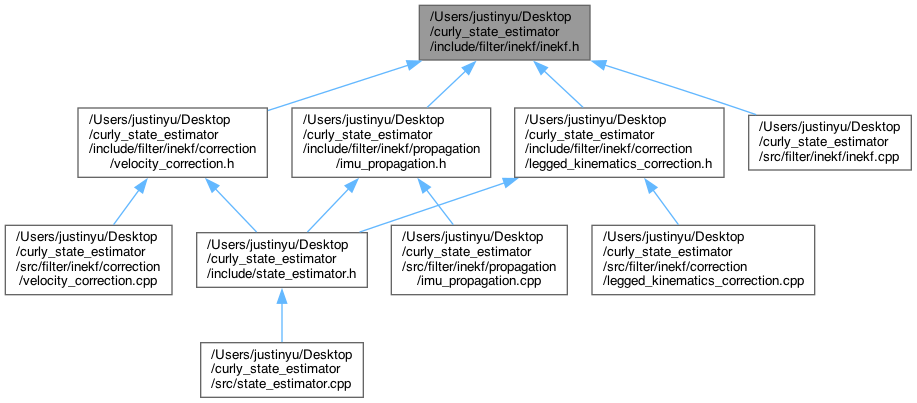 /Users/justinyu/Desktop
/curly_state_estimator
/include/filter/inekf/inekf.h
/Users/justinyu/Desktop
/curly_state_estimator
/include/filter/inekf/correction
/velocity_correction.h
/Users/justinyu/Desktop
/curly_state_estimator
/include/filter/inekf/propagation
/imu_propagation.h
/Users/justinyu/Desktop
/curly_state_estimator
/include/filter/inekf/correction
/legged_kinematics_correction.h
/Users/justinyu/Desktop
/curly_state_estimator
/src/filter/inekf/inekf.cpp
/Users/justinyu/Desktop
/curly_state_estimator
/src/filter/inekf/correction
/velocity_correction.cpp
/Users/justinyu/Desktop
/curly_state_estimator
/include/state_estimator.h
/Users/justinyu/Desktop
/curly_state_estimator
/src/filter/inekf/propagation
/imu_propagation.cpp
/Users/justinyu/Desktop
/curly_state_estimator
/src/filter/inekf/correction
/legged_kinematics_correction.cpp
/Users/justinyu/Desktop
/curly_state_estimator
/src/state_estimator.cpp